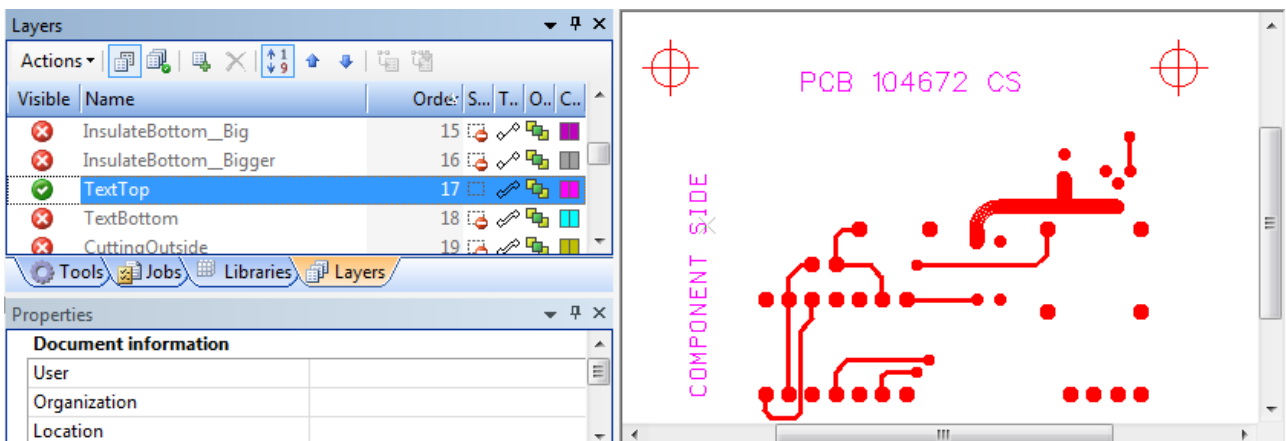 Layers
Actions
Visible Name Order S... T.. O.. C..
InsulateBottom__Big 15
InsulateBottom__Bigger 16
TextTop 17
TextBottom 18
CuttingOutside 19
Tools Jobs Libraries Layers
Properties
Document information
User
Organization
Location
PCB 104672 CS
COMPONENT SIDE